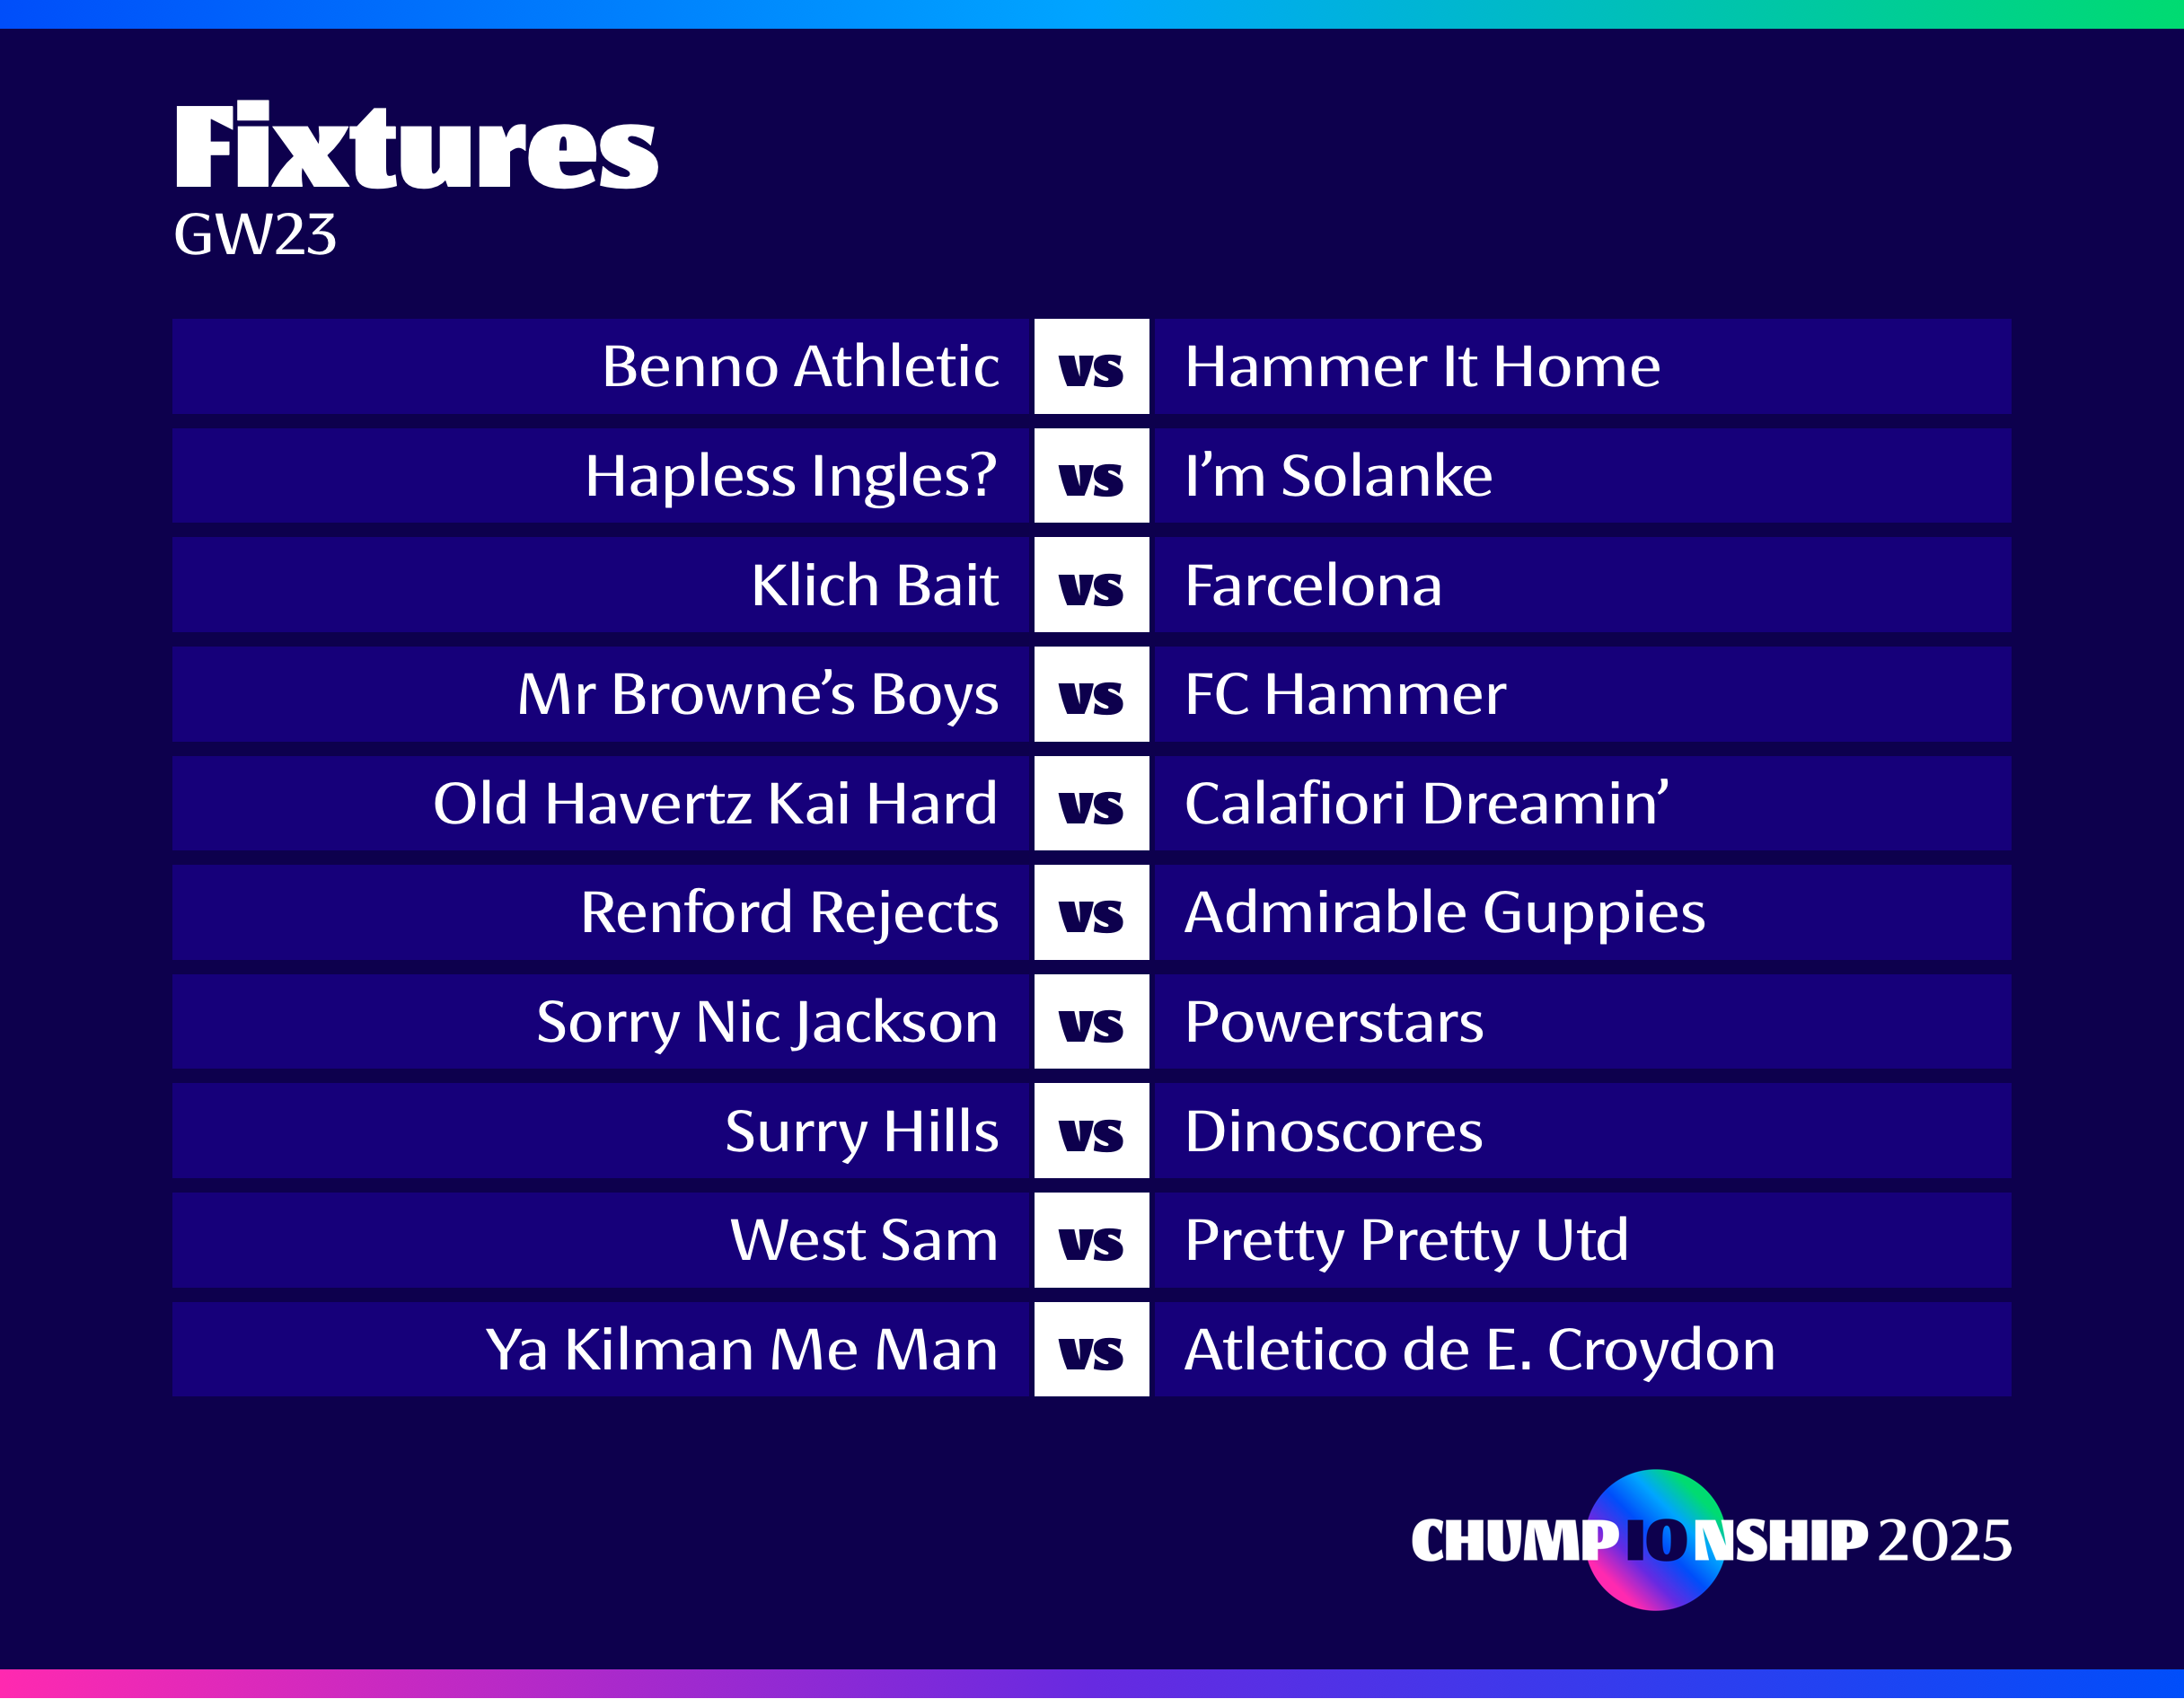 Fixtures
GW23
Benno Athletic vs Hammer It Home
Hapless Ingles? vs I’m Solanke
Klich Bait vs Farcelona
Mr Browne’s Boys vs FC Hammer
Old Havertz Kai Hard vs Calafiori Dreamin’
Renford Rejects vs Admirable Guppies
Sorry Nic Jackson vs Powerstars
Surry Hills vs Dinoscores
West Sam vs Pretty Pretty Utd
Ya Kilman Me Man vs Atletico de E. Croydon
CHUMPIONSHIP 2025